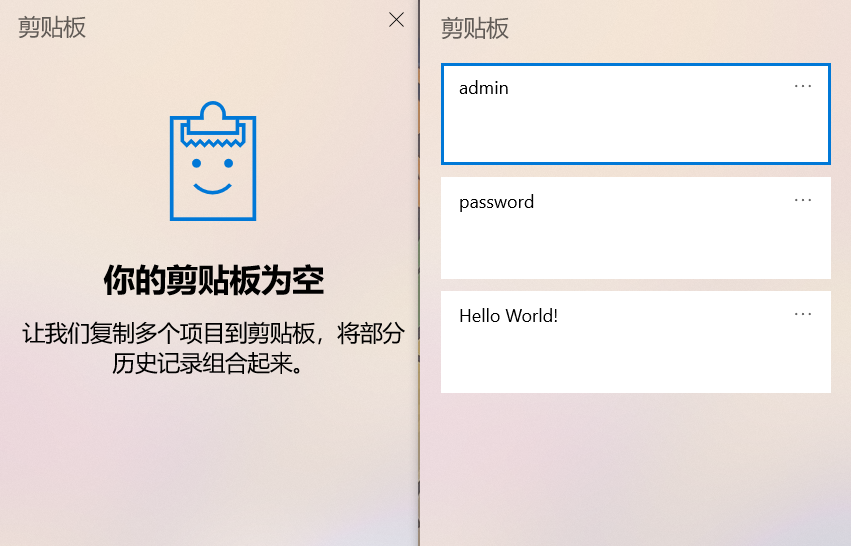 剪贴板
你的剪贴板为空
让我们复制多个项目到剪贴板，将部分
历史记录组合起来。
剪贴板
admin
password
Hello World!